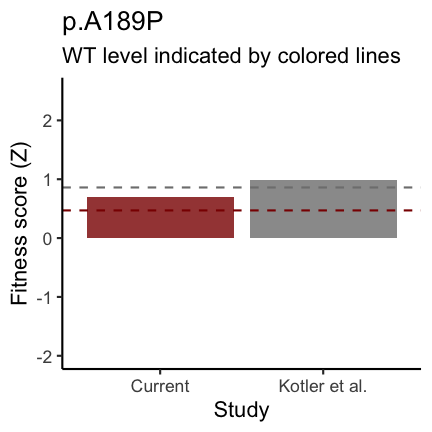 p.A189P
WT level indicated by colored lines
Fitness score (Z)
2
1
0
-1
-2
Current
Kotler et al.
Study